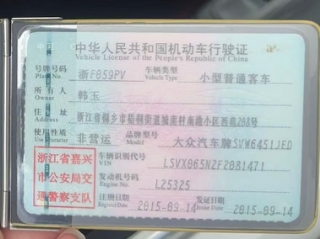 中华人民共和国机动车行驶证
Vehicle License of the People's Republic of China
号牌号码 浙F659PV 车辆类型 小型普通客车
Plate No. Vehicle Type
所有人 韩玉
Owner
住址
Address
使用性质 非营运 品牌型号 大众汽车牌SVW6451JED
Use Character Model
浙江省嘉兴
市公安局交
通警察支队
车辆识别代号
VIN
发动机号码 L25325
Engine No.
注册日期 2015-09-14 发证日期 2015-09-14
Register Date Issue Date